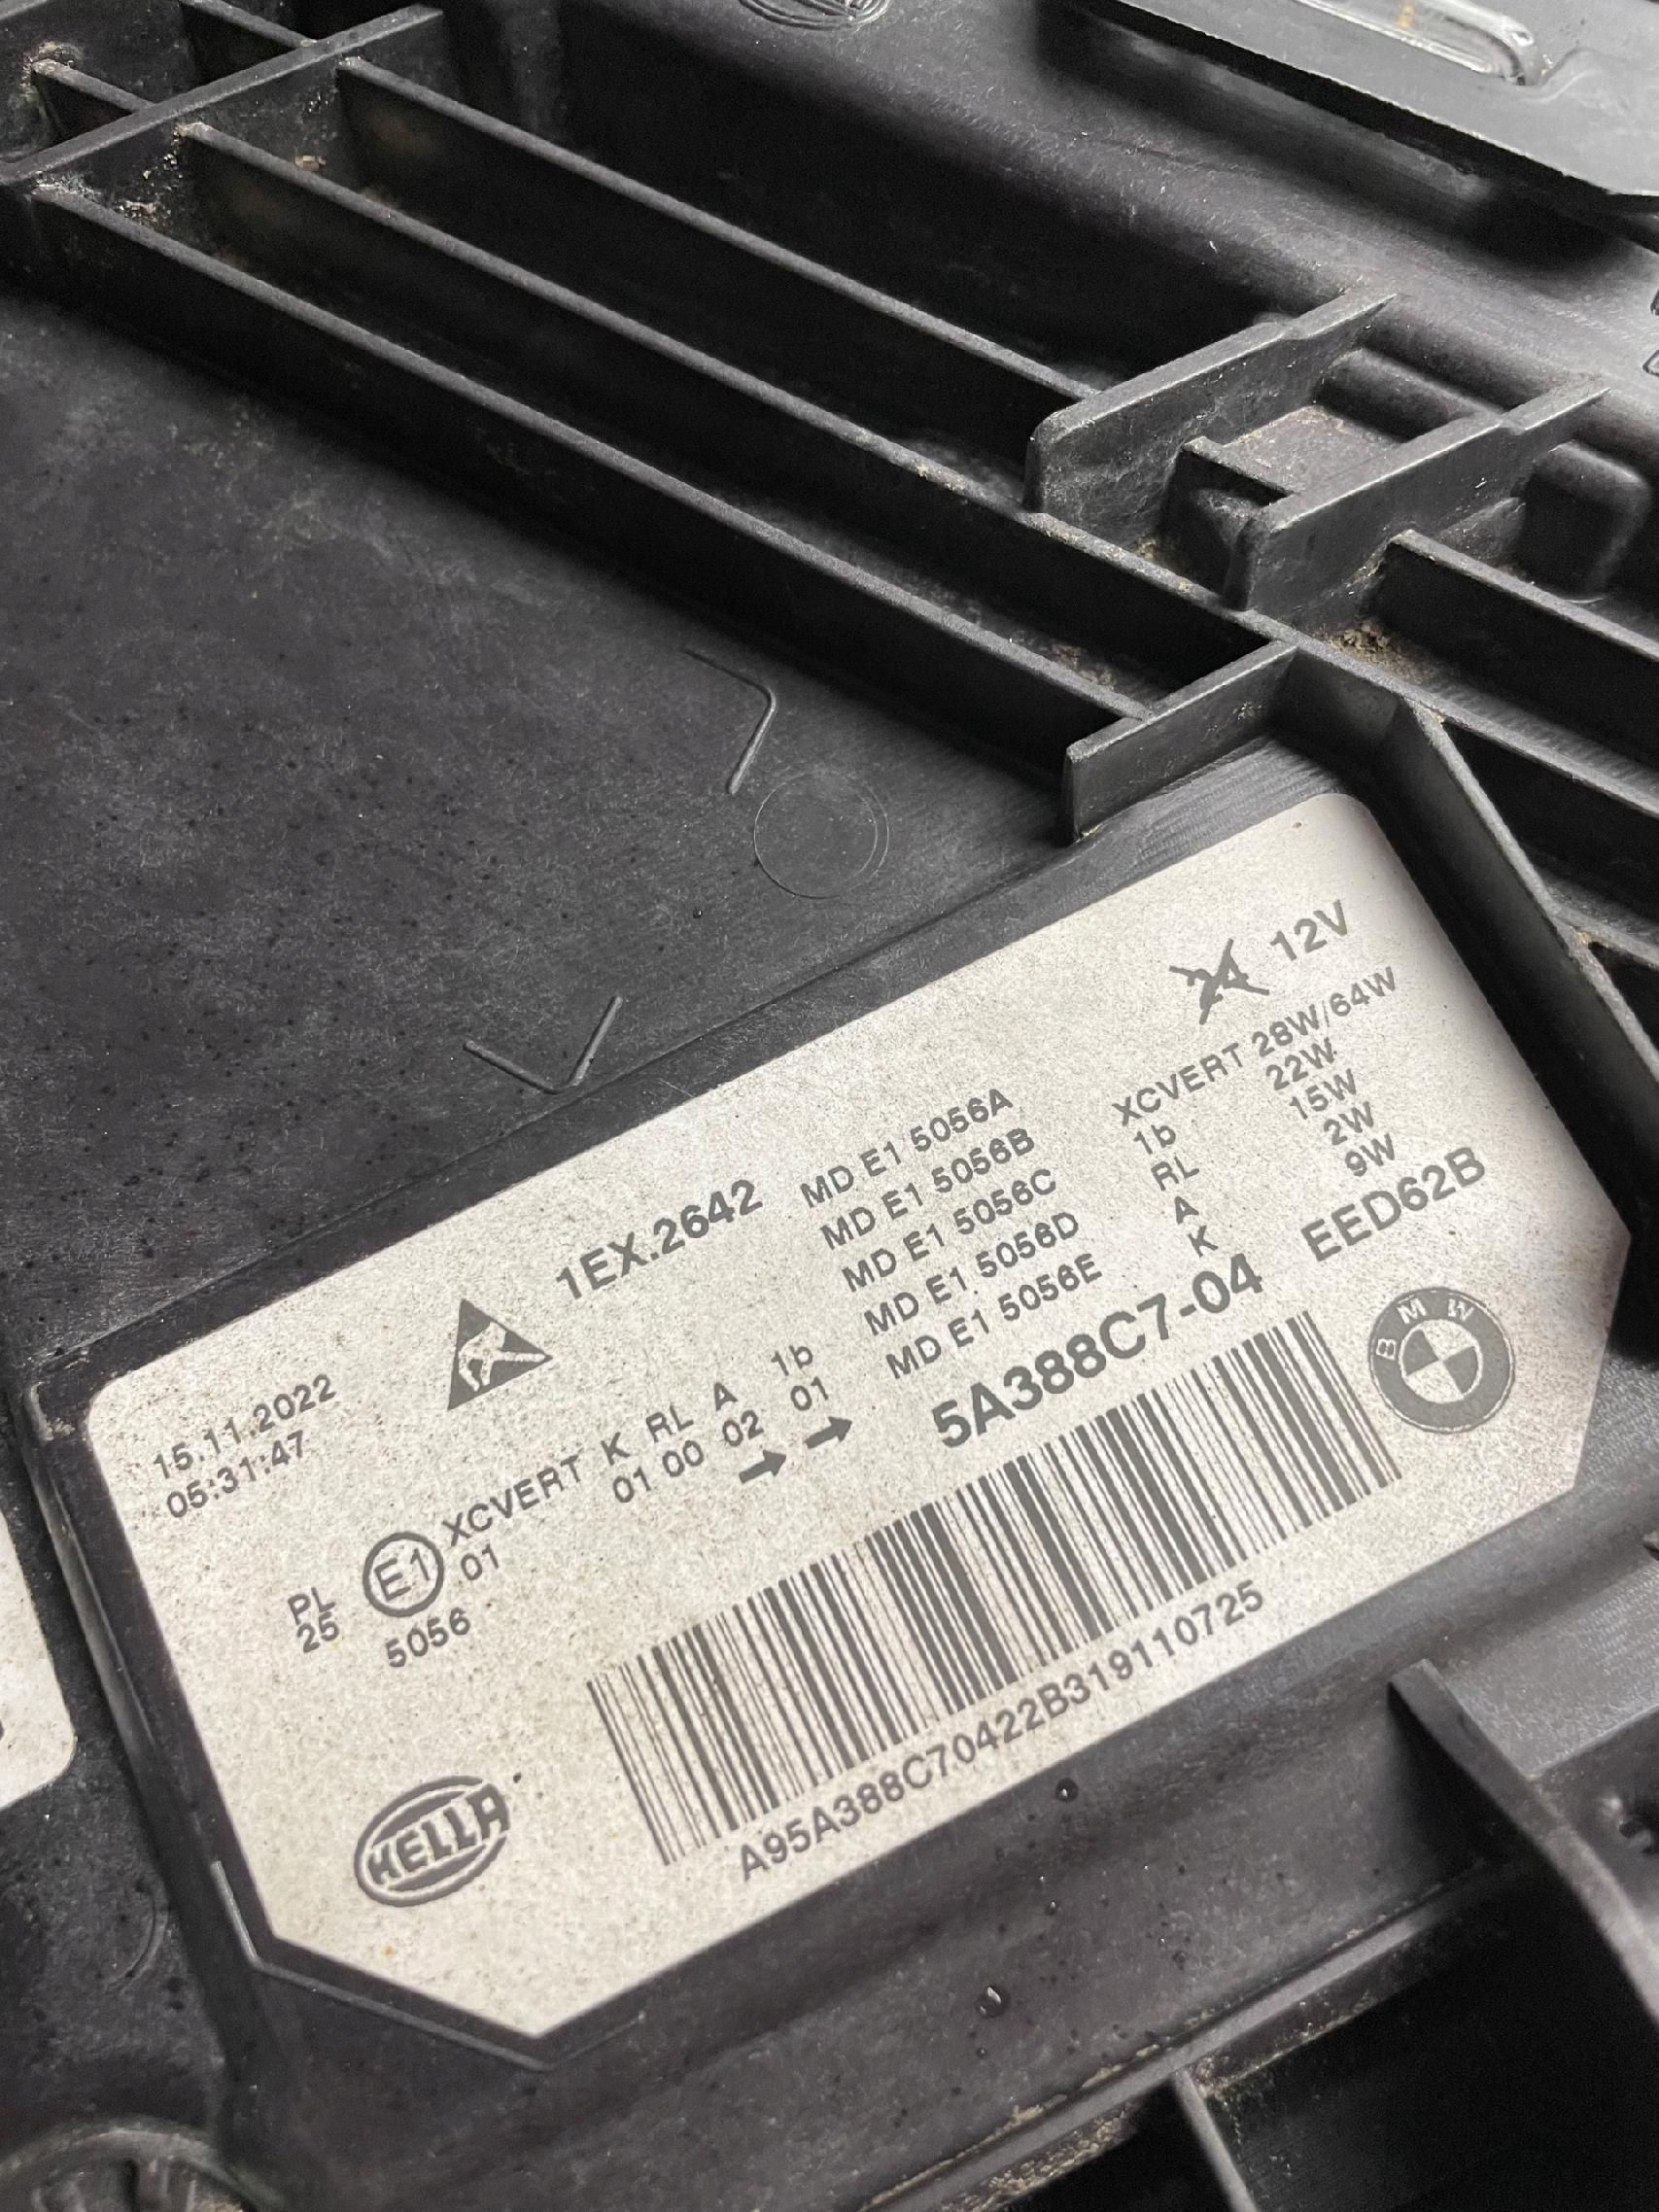 24 12V
15.11.2022
05:31:47
1EX.2642
MD E1 5056A XCVERT 28W/64W
MD E1 5056B 1b 22W
MD E1 5056C RL 15W
MD E1 5056D A 2W
MD E1 5056E K 9W
PL
25
E1
XCVERT K RL A 1b
01 01 00 02 01
5056
5A388C7-04 EED62B
BMW
A95A388C70422B319110725
HELLA